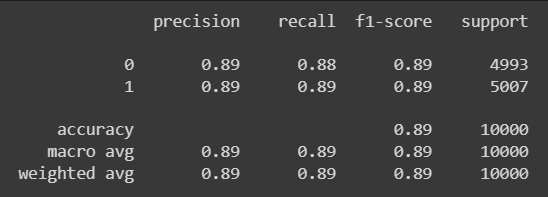 precision recall f1-score support
0 0.89 0.88 0.89 4993
1 0.89 0.89 0.89 5007
accuracy 0.89 10000
macro avg 0.89 0.89 0.89 10000
weighted avg 0.89 0.89 0.89 10000